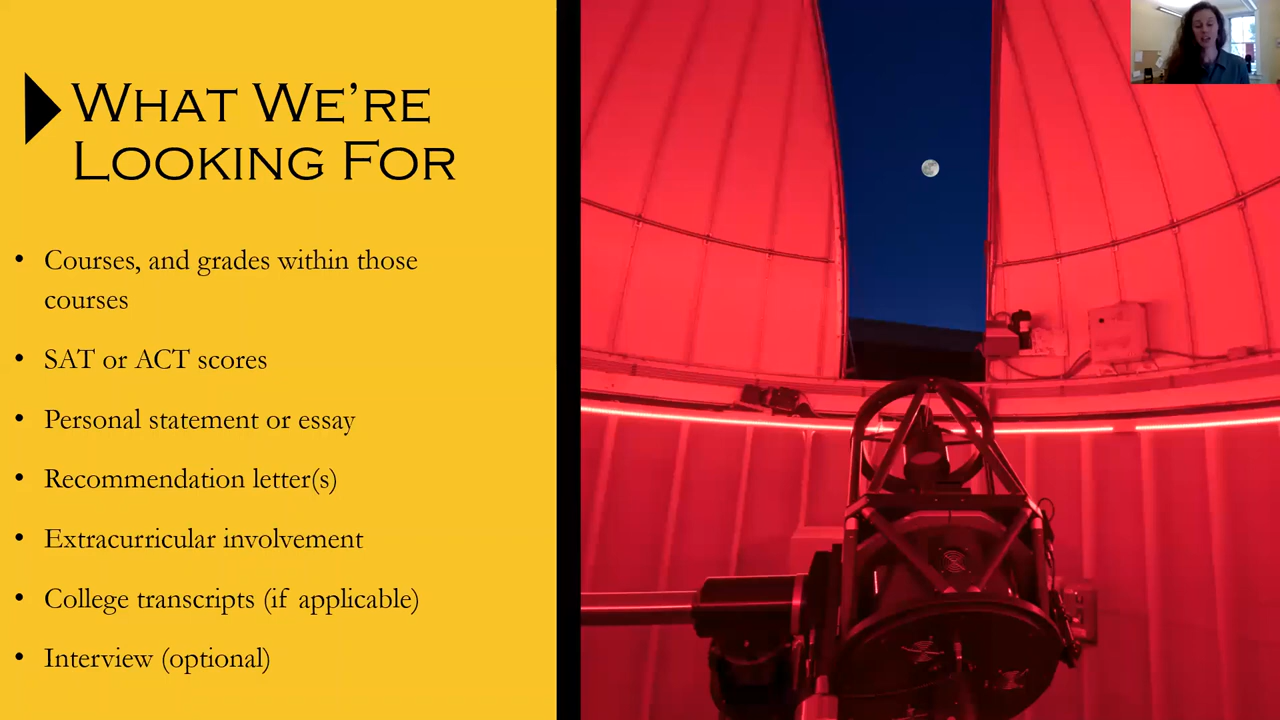 What We're
Looking For
• Courses, and grades within those
courses
• SAT or ACT scores
• Personal statement or essay
• Recommendation letter(s)
• Extracurricular involvement
• College transcripts (if applicable)
• Interview (optional)